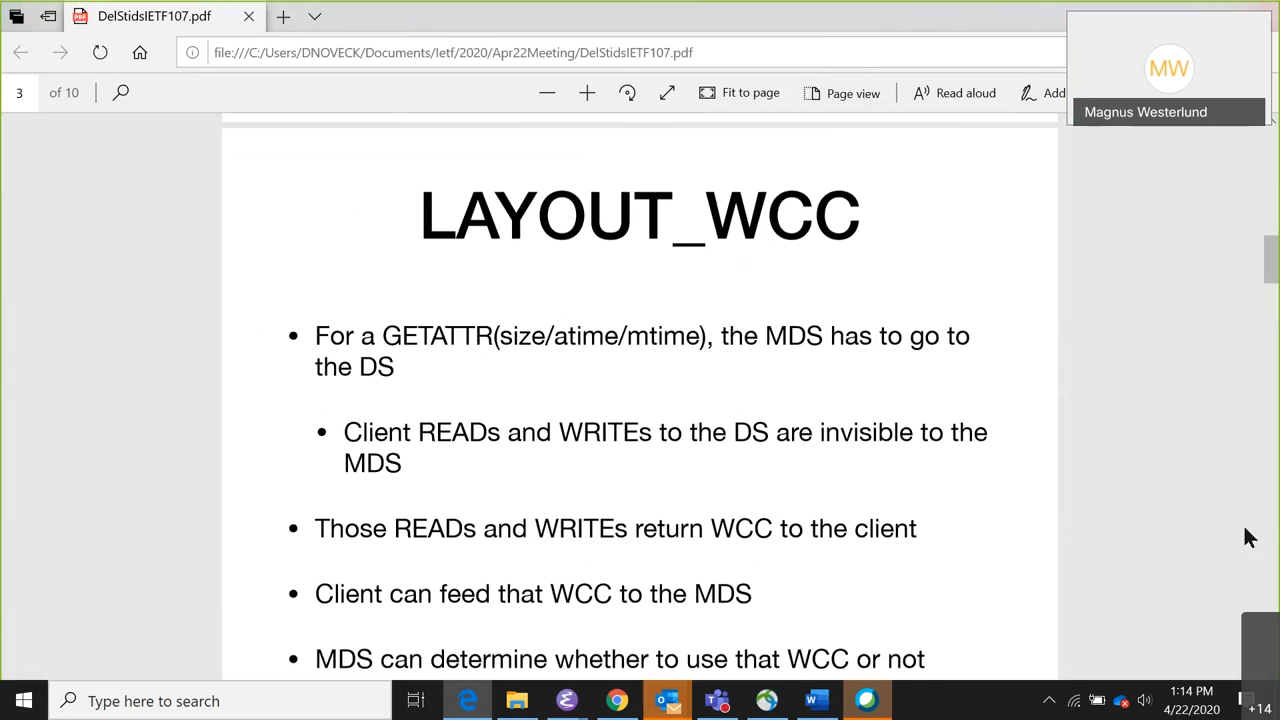 DelStidsIETF107.pdf
file:///C:/Users/DNOVECK/Documents/Ietf/2020/Apr22Meeting/DelStidsIETF107.pdf
MW
Magnus Westerlund
3 of 10
Fit to page
Page view
Read aloud
Add
LAYOUT_WCC
• For a GETATTR(size/atime/mtime), the MDS has to go to
the DS
• Client READs and WRITEs to the DS are invisible to the
MDS
• Those READs and WRITEs return WCC to the client
• Client can feed that WCC to the MDS
• MDS can determine whether to use that WCC or not
Type here to search
1:14 PM
4/22/2020
+14